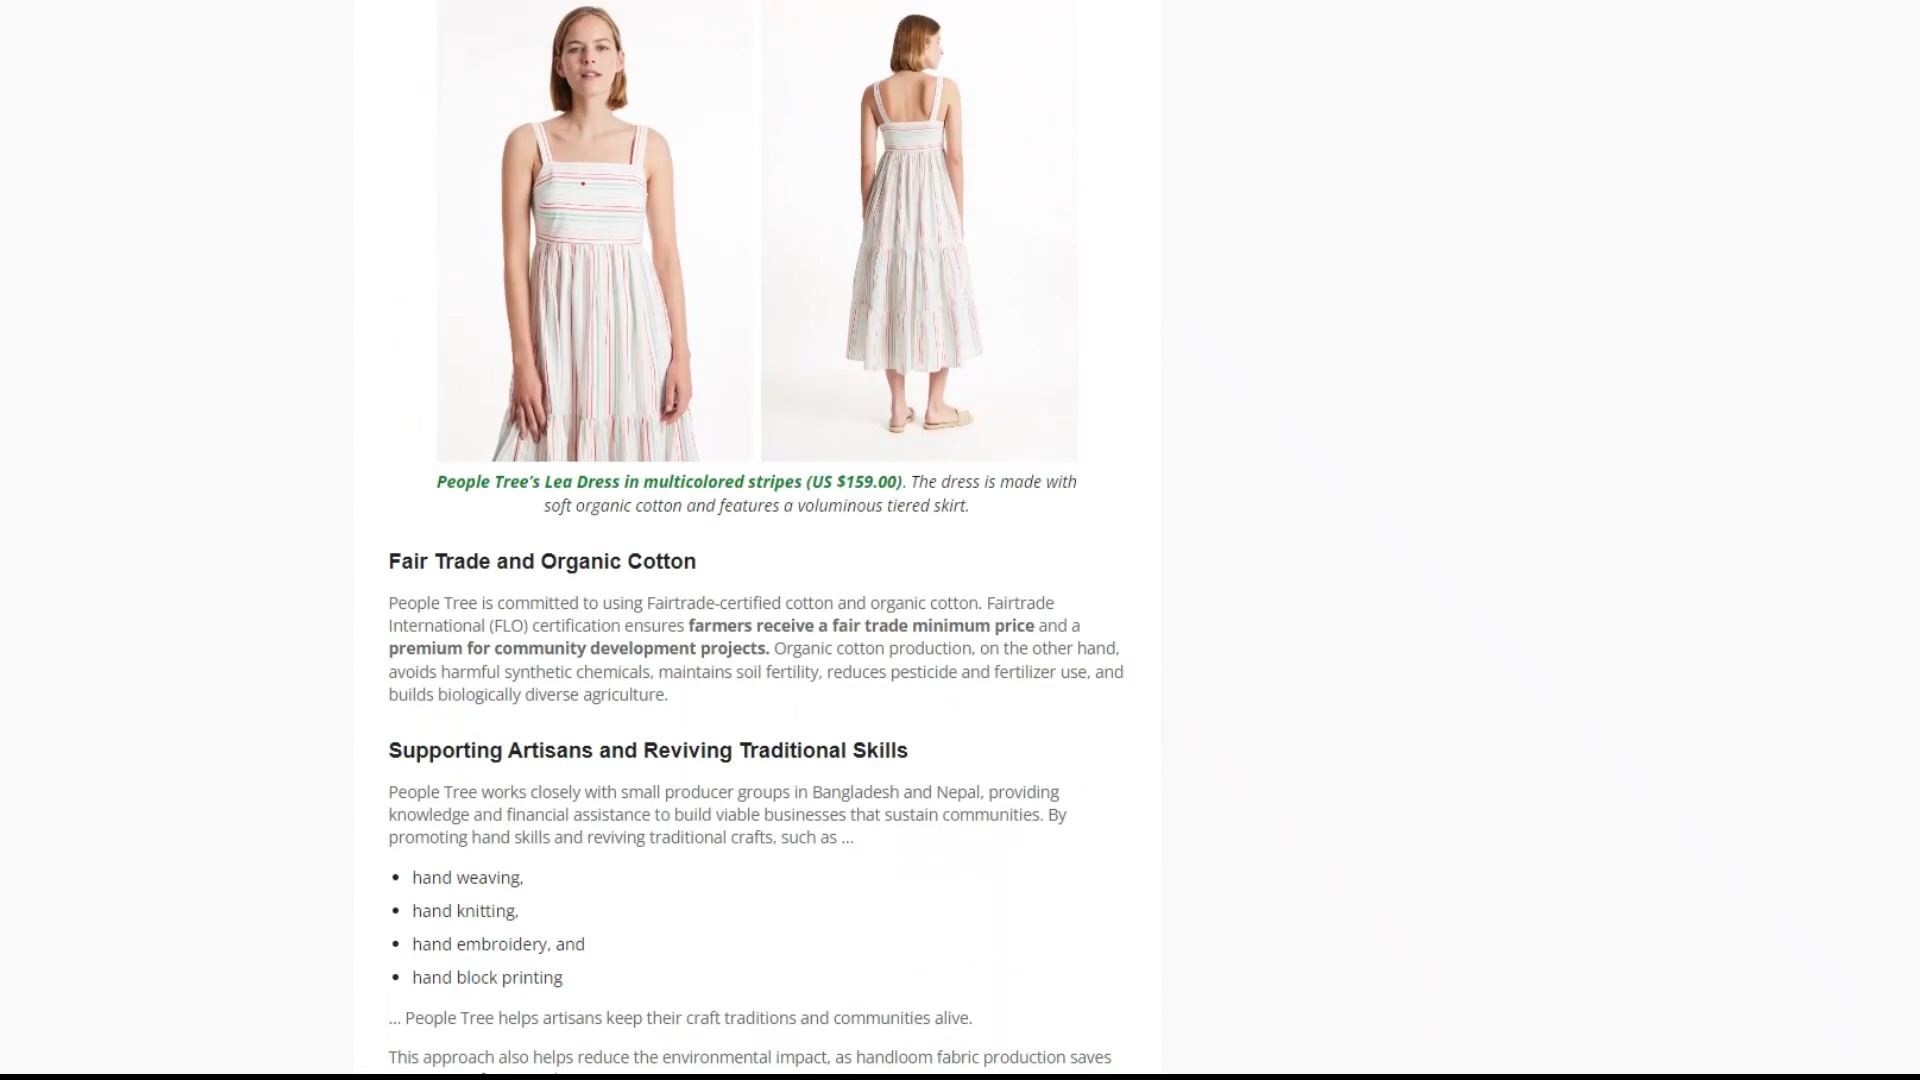 People Tree’s Lea Dress in multicolored stripes (US $159.00). The dress is made with
soft organic cotton and features a voluminous tiered skirt.
Fair Trade and Organic Cotton
People Tree is committed to using Fairtrade-certified cotton and organic cotton. Fairtrade
International (FLO) certification ensures farmers receive a fair trade minimum price and a
premium for community development projects. Organic cotton production, on the other hand,
avoids harmful synthetic chemicals, maintains soil fertility, reduces pesticide and fertilizer use, and
builds biologically diverse agriculture.
Supporting Artisans and Reviving Traditional Skills
People Tree works closely with small producer groups in Bangladesh and Nepal, providing
knowledge and financial assistance to build viable businesses that sustain communities. By
promoting hand skills and reviving traditional crafts, such as ...
• hand weaving,
• hand knitting,
• hand embroidery, and
• hand block printing
... People Tree helps artisans keep their craft traditions and communities alive.
This approach also helps reduce the environmental impact, as handloom fabric production saves